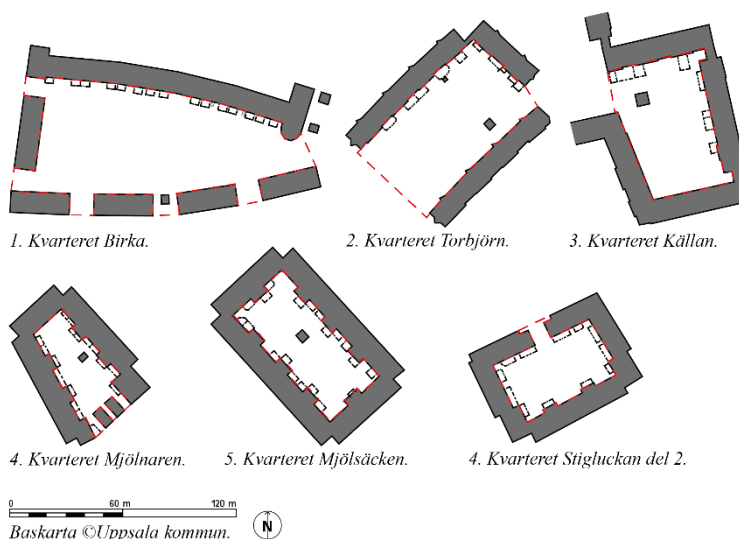 1. Kvarteret Birka.
2. Kvarteret Torbjörn.
3. Kvarteret Källan.
4. Kvarteret Mjölnaren.
5. Kvarteret Mjölsäcken.
4. Kvarteret Stigluckan del 2.
0 60 m 120 m
Baskarta ©Uppsala kommun.
N